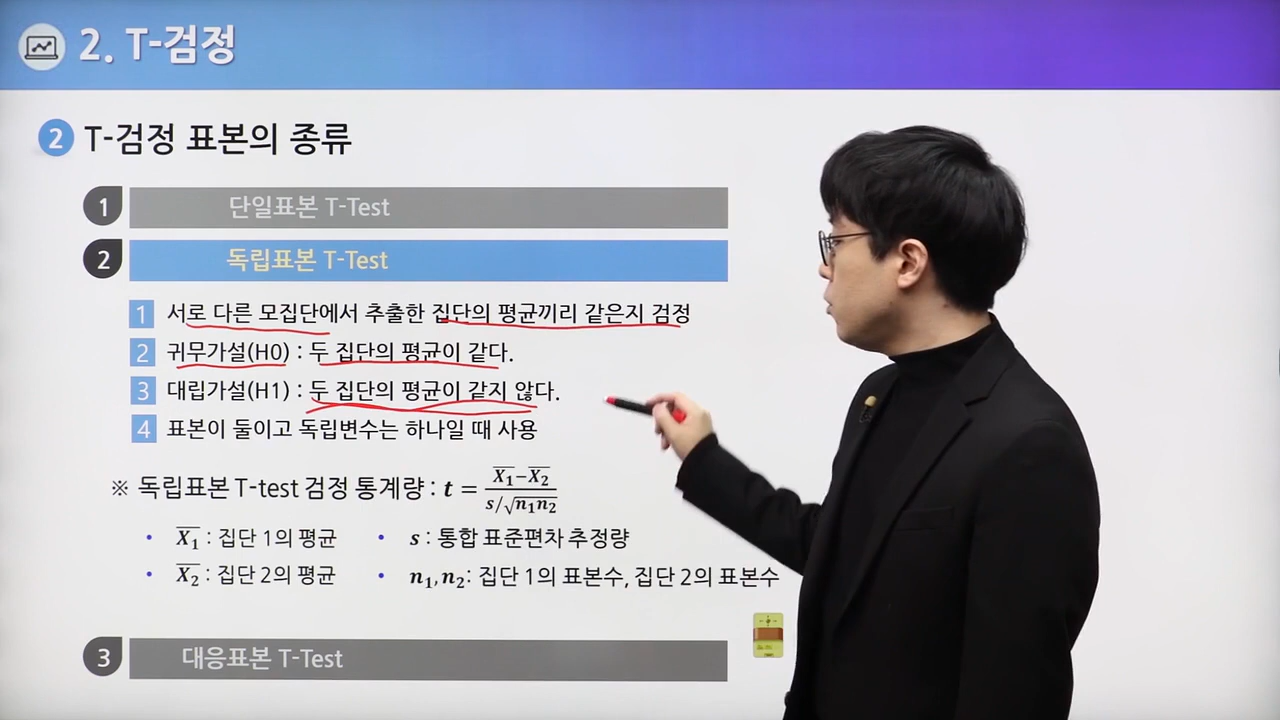 2. T-검정
2 T-검정 표본의 종류
1 단일표본 T-Test
2 독립표본 T-Test
1 서로 다른 모집단에서 추출한 집단의 평균끼리 같은지 검정
2 귀무가설(H0) : 두 집단의 평균이 같다.
3 대립가설(H1) : 두 집단의 평균이 같지 않다.
4 표본이 둘이고 독립변수는 하나일 때 사용
※ 독립표본 T-test 검정 통계량 : t = (X̄₁−X̄₂)/(s/√n₁n₂)
• X̄₁ : 집단 1의 평균 • s : 통합 표준편차 추정량
• X̄₂ : 집단 2의 평균 • n₁, n₂: 집단 1의 표본수, 집단 2의 표본수
3 대응표본 T-Test